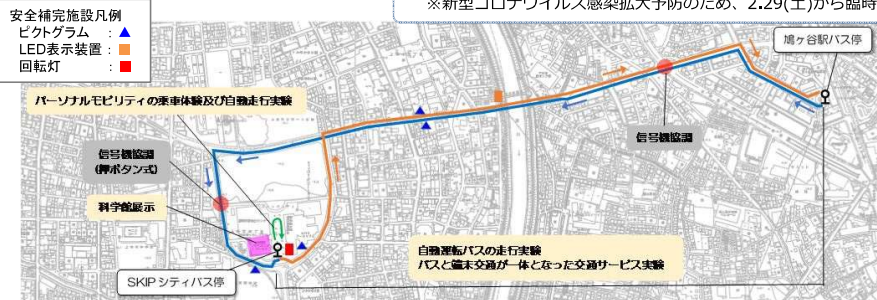 ※新型コロナウイルス感染拡大予防のため、2.29(土)から臨時
安全補完施設凡例
ピクトグラム :
LED表示装置:
回転灯 :
鳩ヶ谷駅バス停
パーソナルモビリティの乗車体験及び自動走行実験
信号機協調
信号機協調
(押ボタン式)
科学館展示
自動運転バスの走行実験
バスと端末交通が一体となった交通サービス実験
SKIPシティバス停